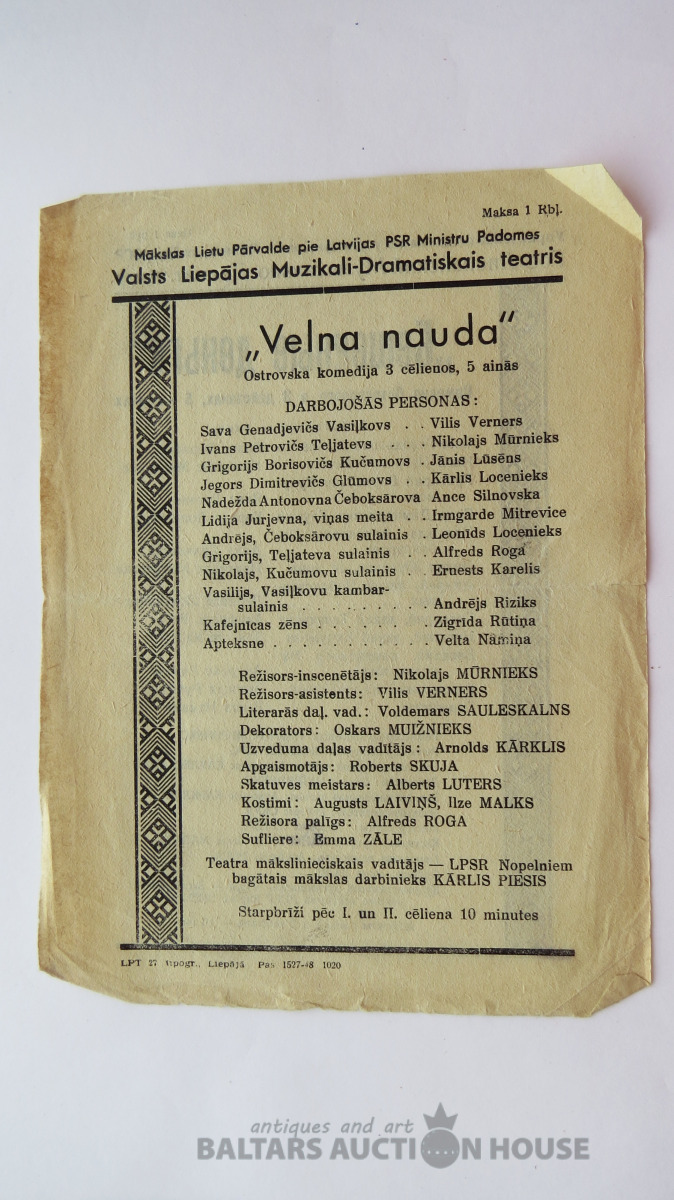 Maksa 1 Rbļ.
Mākslas Lietu Pārvalde pie Latvijas PSR Ministru Padomes
Valsts Liepājas Muzikali-Dramatiskais teatris
„Velna nauda“
Ostrovska komedija 3 cēlienos, 5 ainās
DARBOJOŠĀS PERSONAS:
Sava Genadjevičs Vasiļkovs . . Vilis Verners
Ivans Petrovičs Teļjatevs . . . Nikolajs Mūrnieks
Grigorijs Borisovičs Kučumovs . Jānis Lūsēns
Jegors Dimitrevičs Glūmovs . . Kārlis Locenieks
Nadežda Antonovna Čeboksārova Ance Silnovska
Lidija Jurjevna, viņas meita . . Irmgarde Mitrevice
Andrējs, Čeboksārovu sulainis . Leonīds Locenieks
Grigorijs, Teļjateva sulainis . . Alfreds Roga
Nikolajs, Kučumovu sulainis . . Ernests Karelis
Vasilijs, Vasiļkovu kambar-
sulainis . . . . . . . . . Andrējs Riziks
Kafejnīcas zēns . . . . . . . Zigrīda Rūtiņa
Apteksne . . . . . . . . . . . Velta Nāmiņa
Režisors-inscenētājs: Nikolajs MŪRNIEKS
Režisors-asistents: Vilis VERNERS
Literarās daļ. vad.: Voldemars SAULESKALNS
Dekorators: Oskars MUIŽNIEKS
Uzveduma daļas vadītājs: Arnolds KĀRKLIS
Apgaismotājs: Roberts SKUJA
Skatuves meistars: Alberts LUTERS
Kostimi: Augusts LAIVIŅŠ, Ilze MALKS
Režisora palīgs: Alfreds ROGA
Sufliere: Emma ZĀLE
Teatra mākslinieciskais vadītājs — LPSR Nopelniem
bagātais mākslas darbinieks KĀRLIS PIESIS
Starpbrīži pēc I. un II. cēliena 10 minutes
LPT 27 tipogr., Liepājā Pas 1527-48 1020
antiques and art
BALTARS AUCTION HOUSE